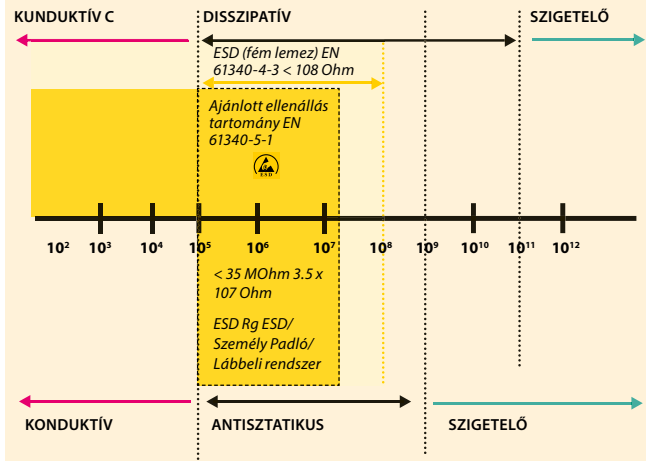 KUNDUKTÍV C
DISSZIPATÍV
SZIGETELŐ
ESD (fém lemez) EN
61340-4-3 < 108 Ohm
Ajánlott ellenállás
tartomány EN
61340-5-1
ESD
10² 10³ 10⁴ 10⁵ 10⁶ 10⁷ 10⁸ 10⁹ 10¹⁰ 10¹¹ 10¹²
< 35 MOhm 3.5 x
107 Ohm
ESD Rg ESD/
Személy Padló/
Lábbeli rendszer
KONDUKTÍV
ANTISZTATIKUS
SZIGETELŐ